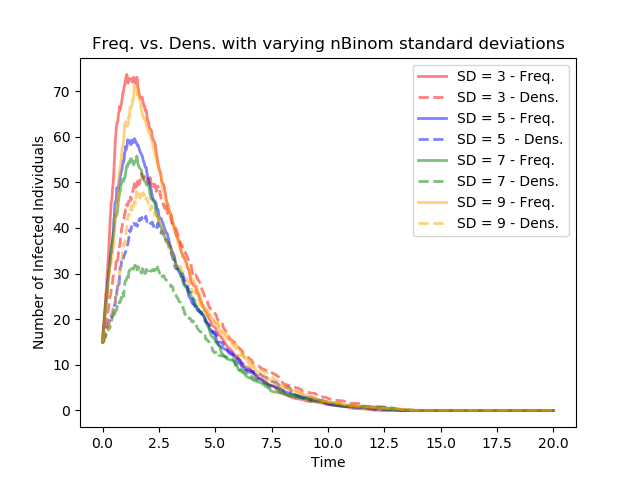 Freq. vs. Dens. with varying nBinom standard deviations
SD = 3 - Freq.
SD = 3 - Dens.
SD = 5 - Freq.
SD = 5  - Dens.
SD = 7 - Freq.
SD = 7 - Dens.
SD = 9 - Freq.
SD = 9 - Dens.
Number of Infected Individuals
70
60
50
40
30
20
10
0
0.0 2.5 5.0 7.5 10.0 12.5 15.0 17.5 20.0
Time